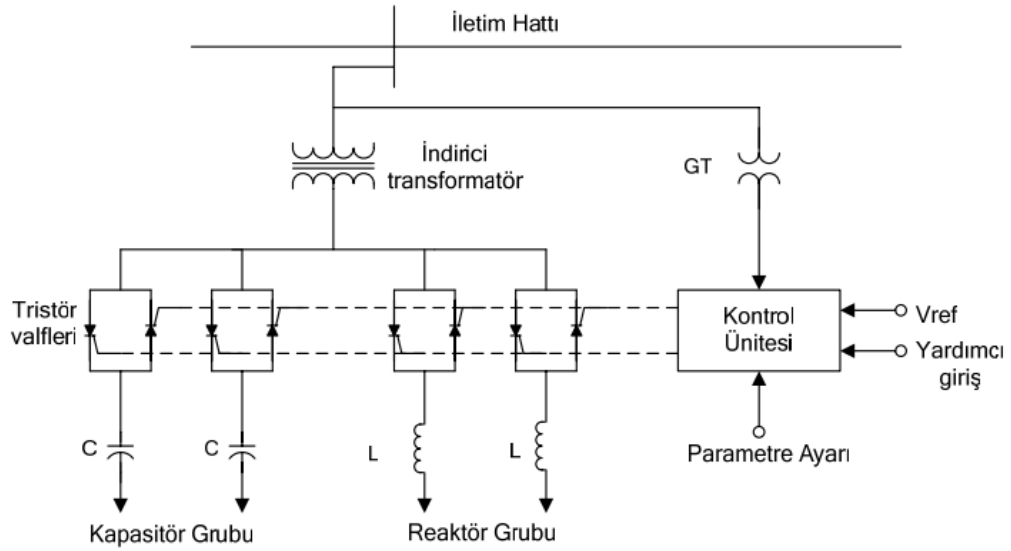 İletim Hattı
İndirici
transformatör
GT
Tristör
valfleri
Kontrol
Ünitesi
Vref
Yardımcı
giriş
C
C
L
L
Parametre Ayarı
Kapasitör Grubu
Reaktör Grubu